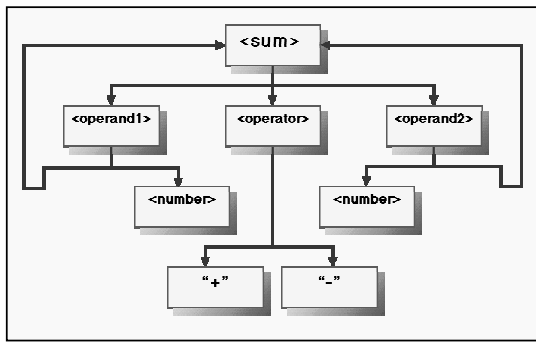 <sum>
<operand1> <operator> <operand2>
<number> <number>
“+” “-”